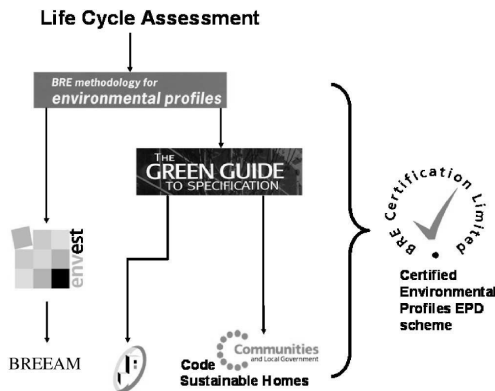 Life Cycle Assessment
BRE methodology for
environmental profiles
THE
GREEN GUIDE
TO SPECIFICATION
envest
BRE Certification Limited
Certified
Environmental
Profiles EPD
scheme
BREEAM
Communities
and Local Government
Code
Sustainable Homes